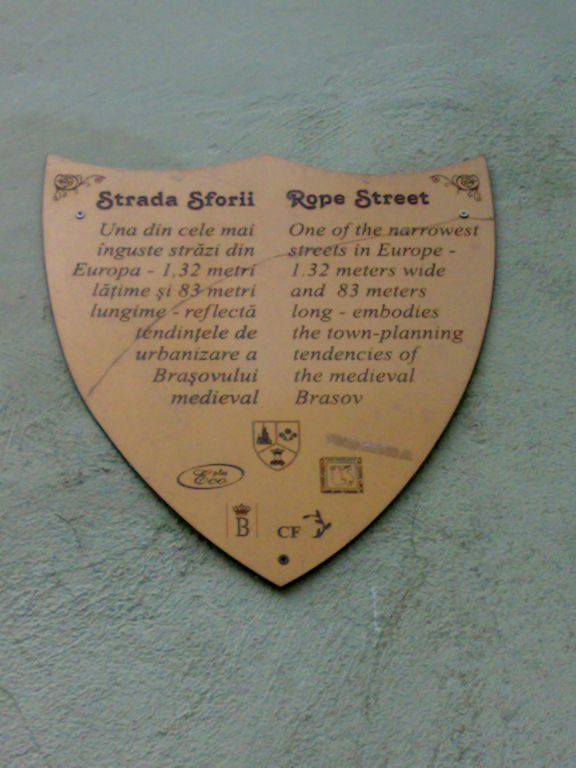 Strada Sforii
Una din cele mai
înguste străzi din
Europa - 1,32 metri
lățime și 83 metri
lungime - reflectă
tendințele de
urbanizare a
Brașovului
medieval
Rope Street
One of the narrowest
streets in Europe -
1.32 meters wide
and 83 meters
long - embodies
the town-planning
tendencies of
the medieval
Brasov
B
CF